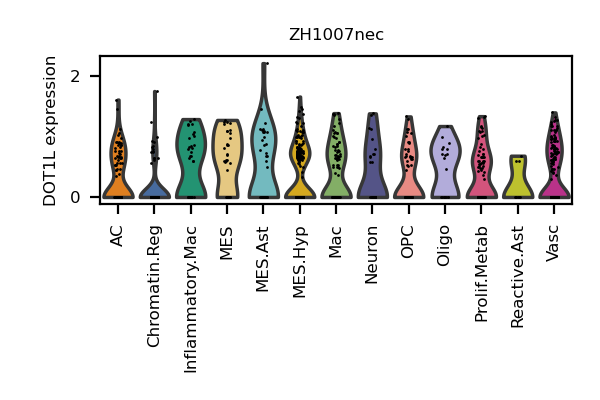 ZH1007nec
DOT1L expression
2
0
AC
Chromatin.Reg
Inflammatory.Mac
MES
MES.Ast
MES.Hyp
Mac
Neuron
OPC
Oligo
Prolif.Metab
Reactive.Ast
Vasc